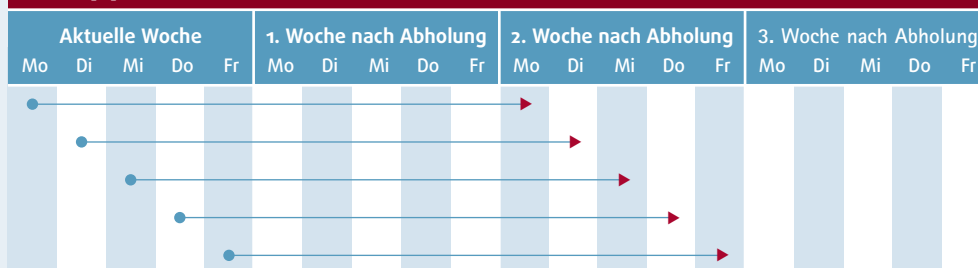 Aktuelle Woche 1. Woche nach Abholung 2. Woche nach Abholung 3. Woche nach Abholung
Mo Di Mi Do Fr Mo Di Mi Do Fr Mo Di Mi Do Fr Mo Di Mi Do Fr